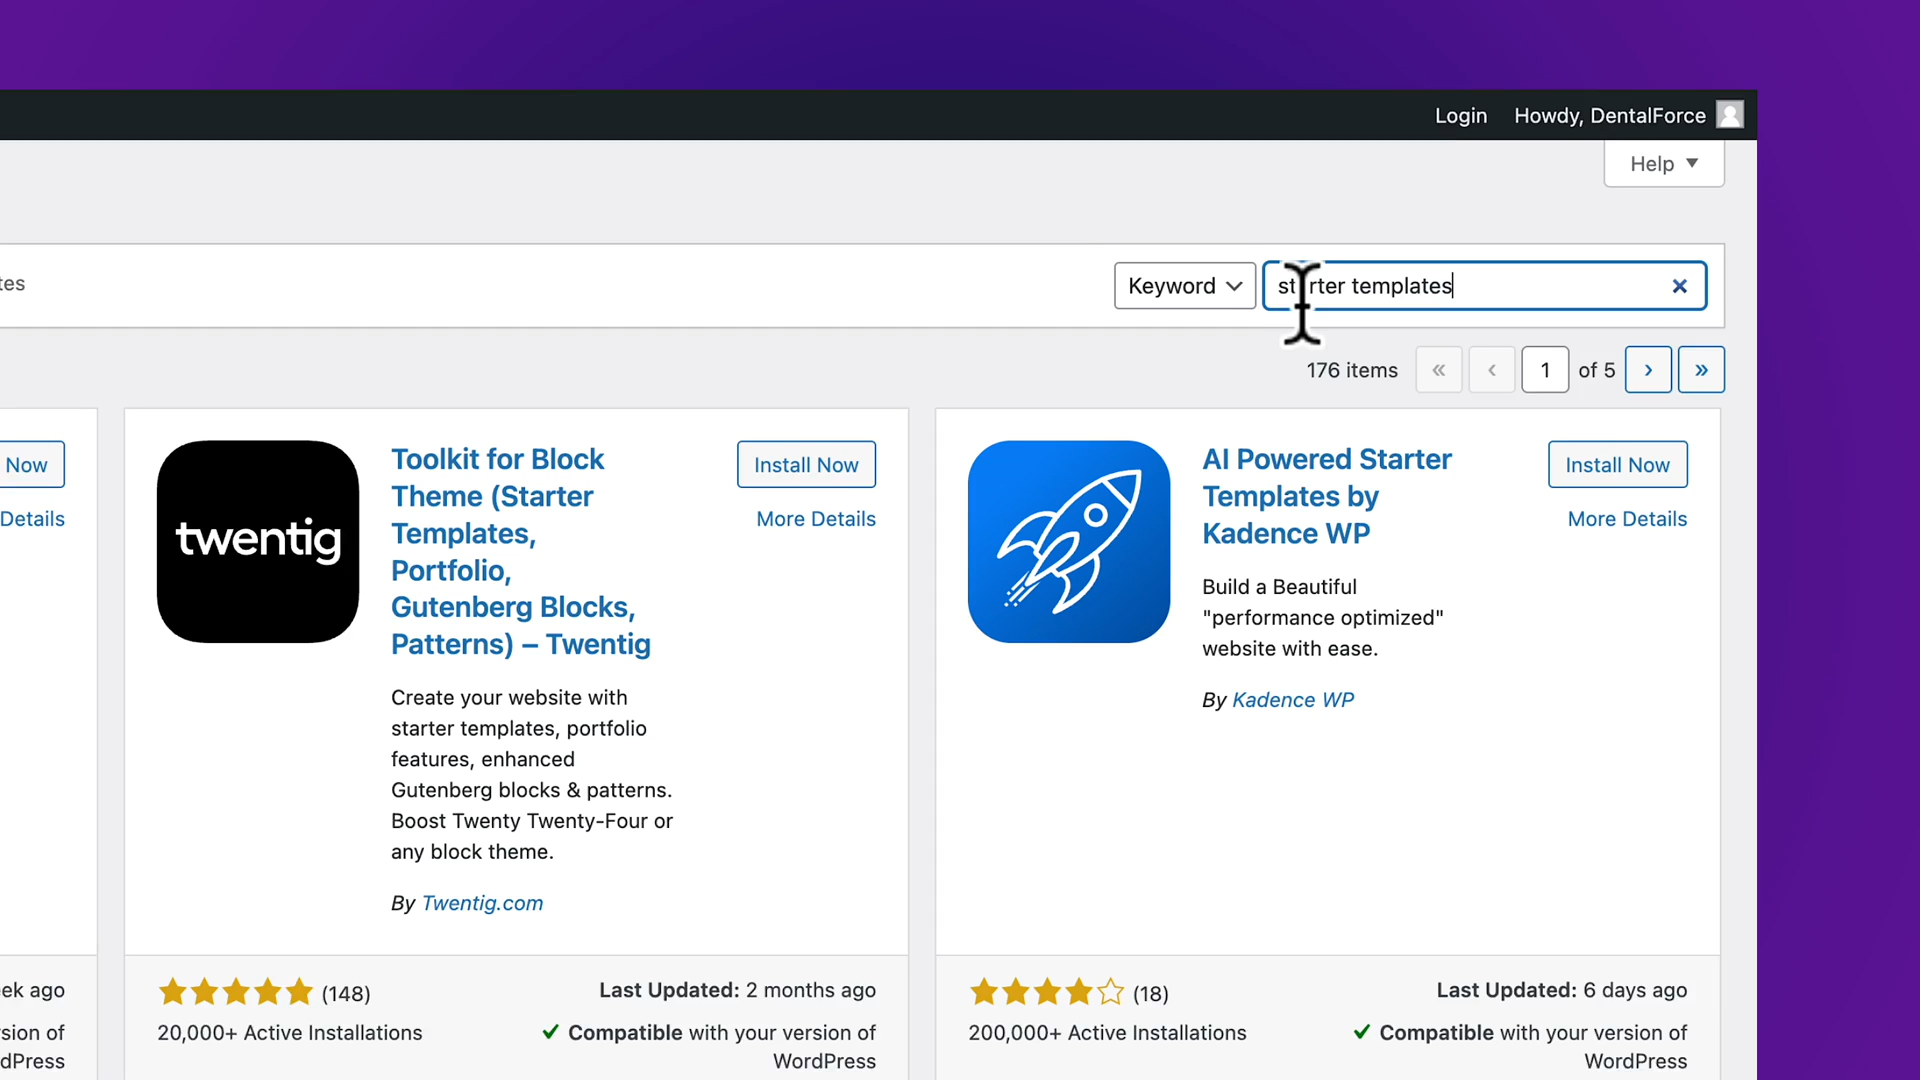 Login Howdy, DentalForce
Help
tes
Keyword
starter templates
176 items « ‹ 1 of 5 › »
Now
Details
twentig
Toolkit for Block
Theme (Starter
Templates,
Portfolio,
Gutenberg Blocks,
Patterns) – Twentig
Install Now
More Details
Create your website with
starter templates, portfolio
features, enhanced
Gutenberg blocks & patterns.
Boost Twenty Twenty-Four or
any block theme.
By Twentig.com
AI Powered Starter
Templates by
Kadence WP
Install Now
More Details
Build a Beautiful
"performance optimized"
website with ease.
By Kadence WP
ek ago
sion of
dPress
(148)
20,000+ Active Installations
Last Updated: 2 months ago
Compatible with your version of
WordPress
(18)
200,000+ Active Installations
Last Updated: 6 days ago
Compatible with your version of
WordPress